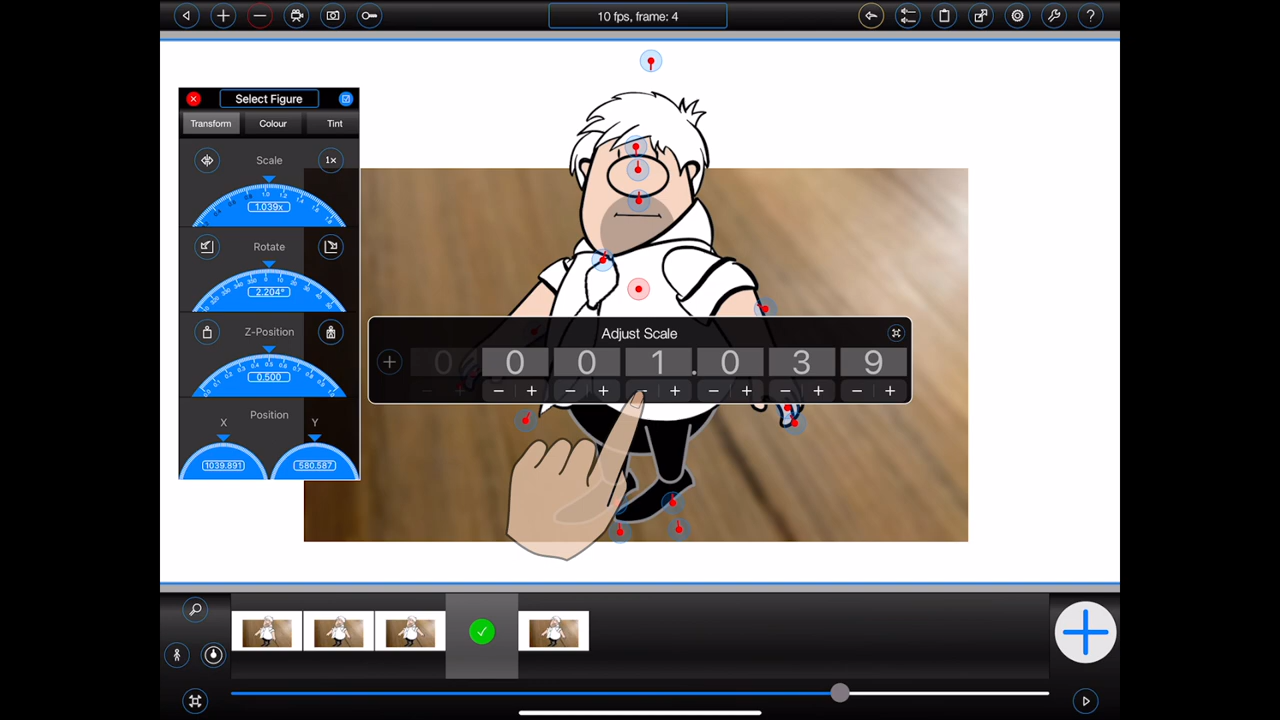 10 fps, frame: 4
?
Select Figure
Transform Colour Tint
Scale
1x
1.039x
Rotate
2.204°
Z-Position
0.500
Position
X Y
1039.891 580.587
Adjust Scale
+ 0 0 0 1 . 0 3 9
- + - + - + - + - + - + - +